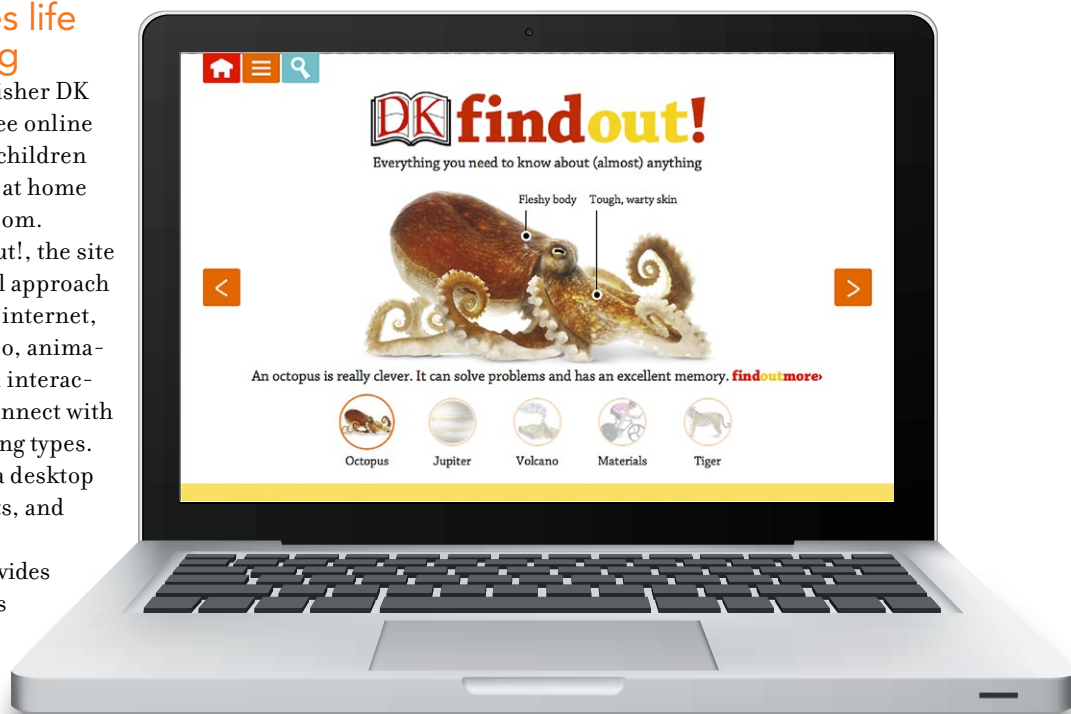 es life
g
isher DK
ee online
children
at home
om.
ut!, the site
l approach
internet,
o, anima-
interac-
nnect with
ng types.
a desktop
ts, and
vides
s
DK findout!
Everything you need to know about (almost) anything
Fleshy body Tough, warty skin
< >
An octopus is really clever. It can solve problems and has an excellent memory. findoutmore›
Octopus Jupiter Volcano Materials Tiger